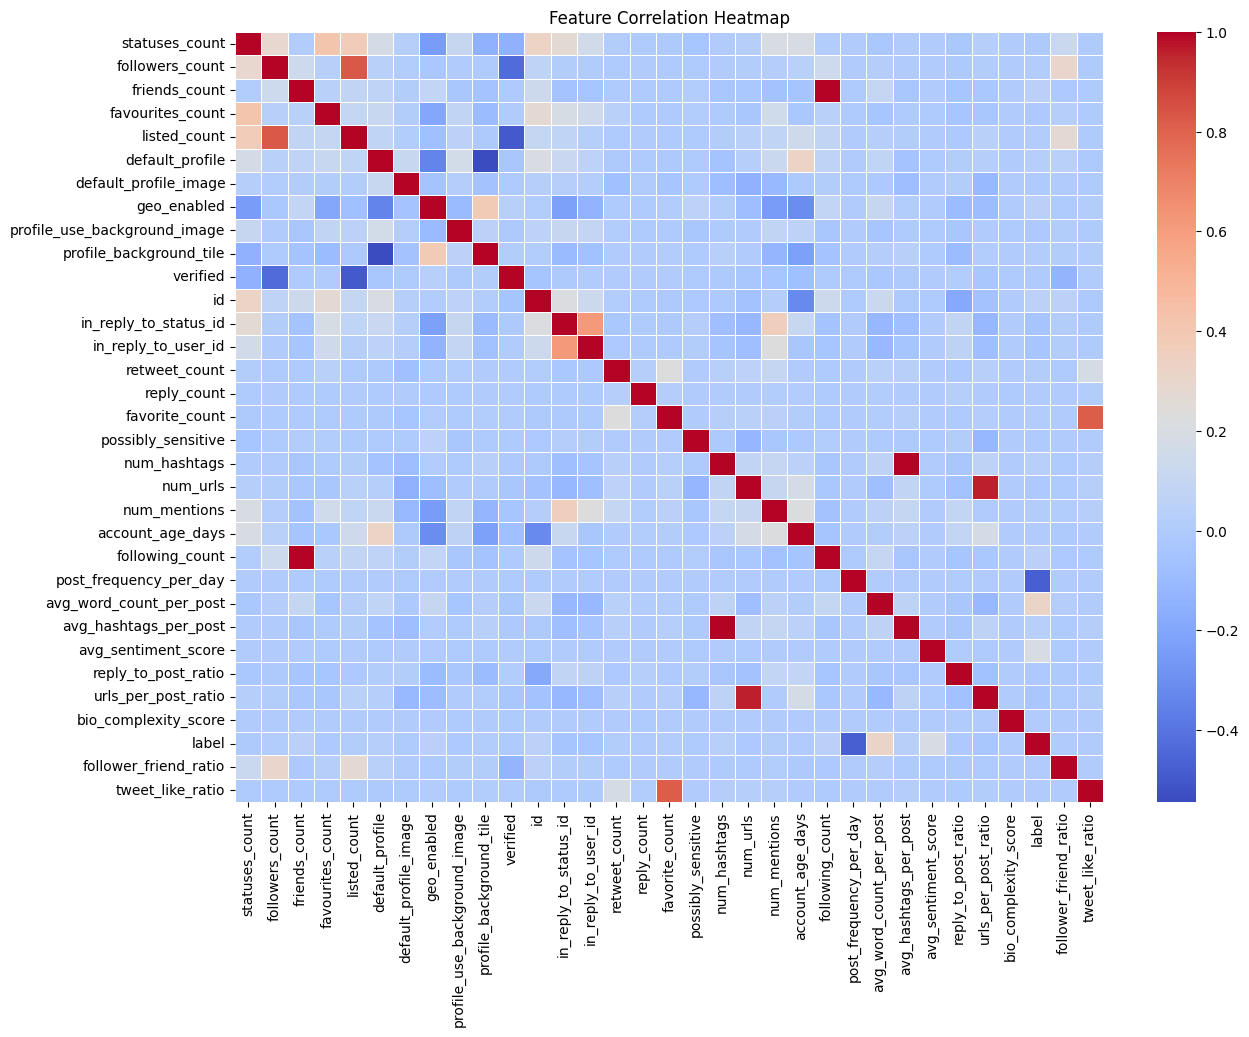 Feature Correlation Heatmap
statuses_count
followers_count
friends_count
favourites_count
listed_count
default_profile
default_profile_image
geo_enabled
profile_use_background_image
profile_background_tile
verified
id
in_reply_to_status_id
in_reply_to_user_id
retweet_count
reply_count
favorite_count
possibly_sensitive
num_hashtags
num_urls
num_mentions
account_age_days
following_count
post_frequency_per_day
avg_word_count_per_post
avg_hashtags_per_post
avg_sentiment_score
reply_to_post_ratio
urls_per_post_ratio
bio_complexity_score
label
follower_friend_ratio
tweet_like_ratio
statuses_count
followers_count
friends_count
favourites_count
listed_count
default_profile
default_profile_image
geo_enabled
profile_use_background_image
profile_background_tile
verified
id
in_reply_to_status_id
in_reply_to_user_id
retweet_count
reply_count
favorite_count
possibly_sensitive
num_hashtags
num_urls
num_mentions
account_age_days
following_count
post_frequency_per_day
avg_word_count_per_post
avg_hashtags_per_post
avg_sentiment_score
reply_to_post_ratio
urls_per_post_ratio
bio_complexity_score
label
follower_friend_ratio
tweet_like_ratio
1.0
0.8
0.6
0.4
0.2
0.0
−0.2
−0.4